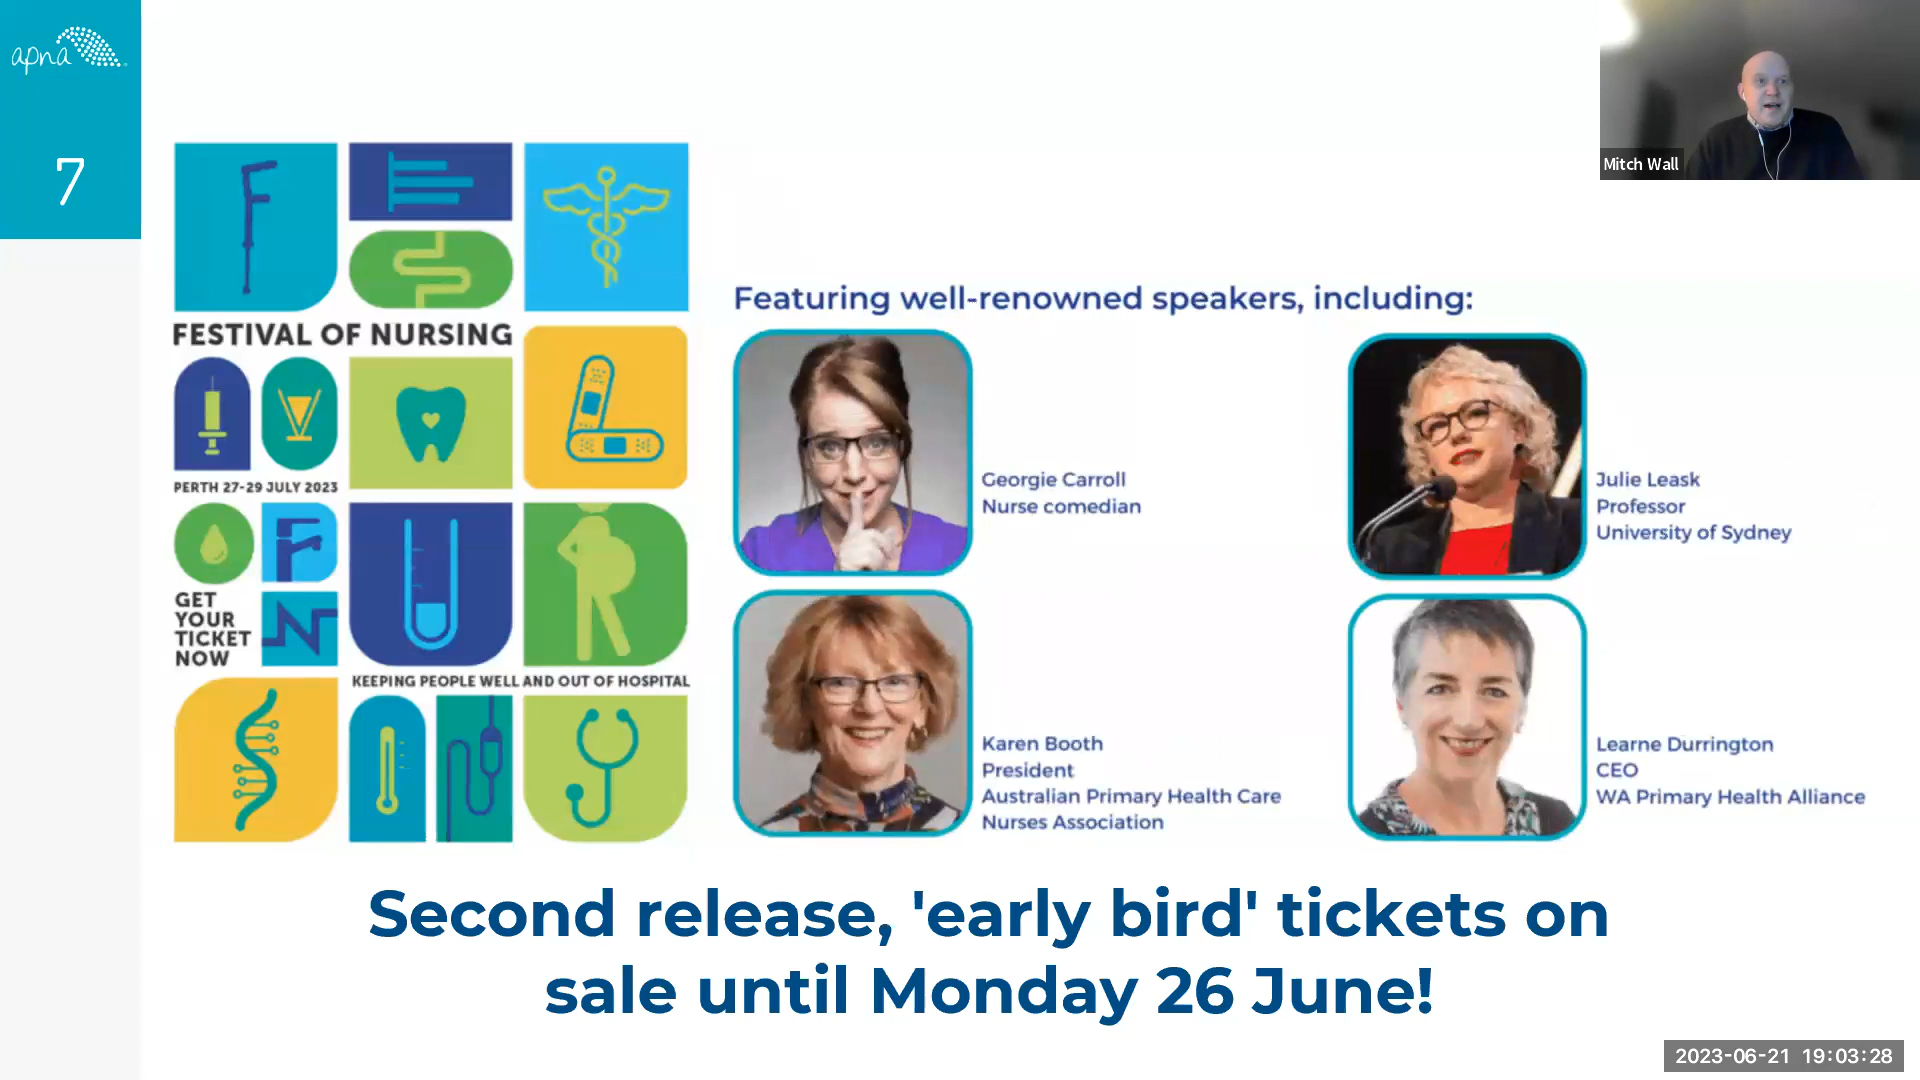 apna
7
FESTIVAL OF NURSING
PERTH 27-29 JULY 2023
GET
YOUR
TICKET
NOW
KEEPING PEOPLE WELL AND OUT OF HOSPITAL
Featuring well-renowned speakers, including:
Georgie Carroll
Nurse comedian
Julie Leask
Professor
University of Sydney
Karen Booth
President
Australian Primary Health Care
Nurses Association
Learne Durrington
CEO
WA Primary Health Alliance
Second release, 'early bird' tickets on
sale until Monday 26 June!
Mitch Wall
2023-06-21 19:03:28